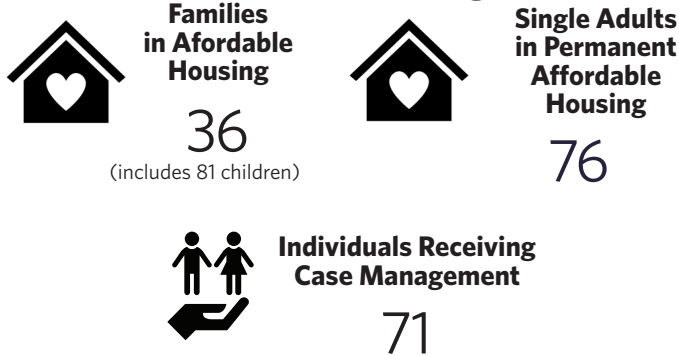 Families
in Afordable
Housing
36
(includes 81 children)
Single Adults
in Permanent
Affordable
Housing
76
Individuals Receiving
Case Management
71